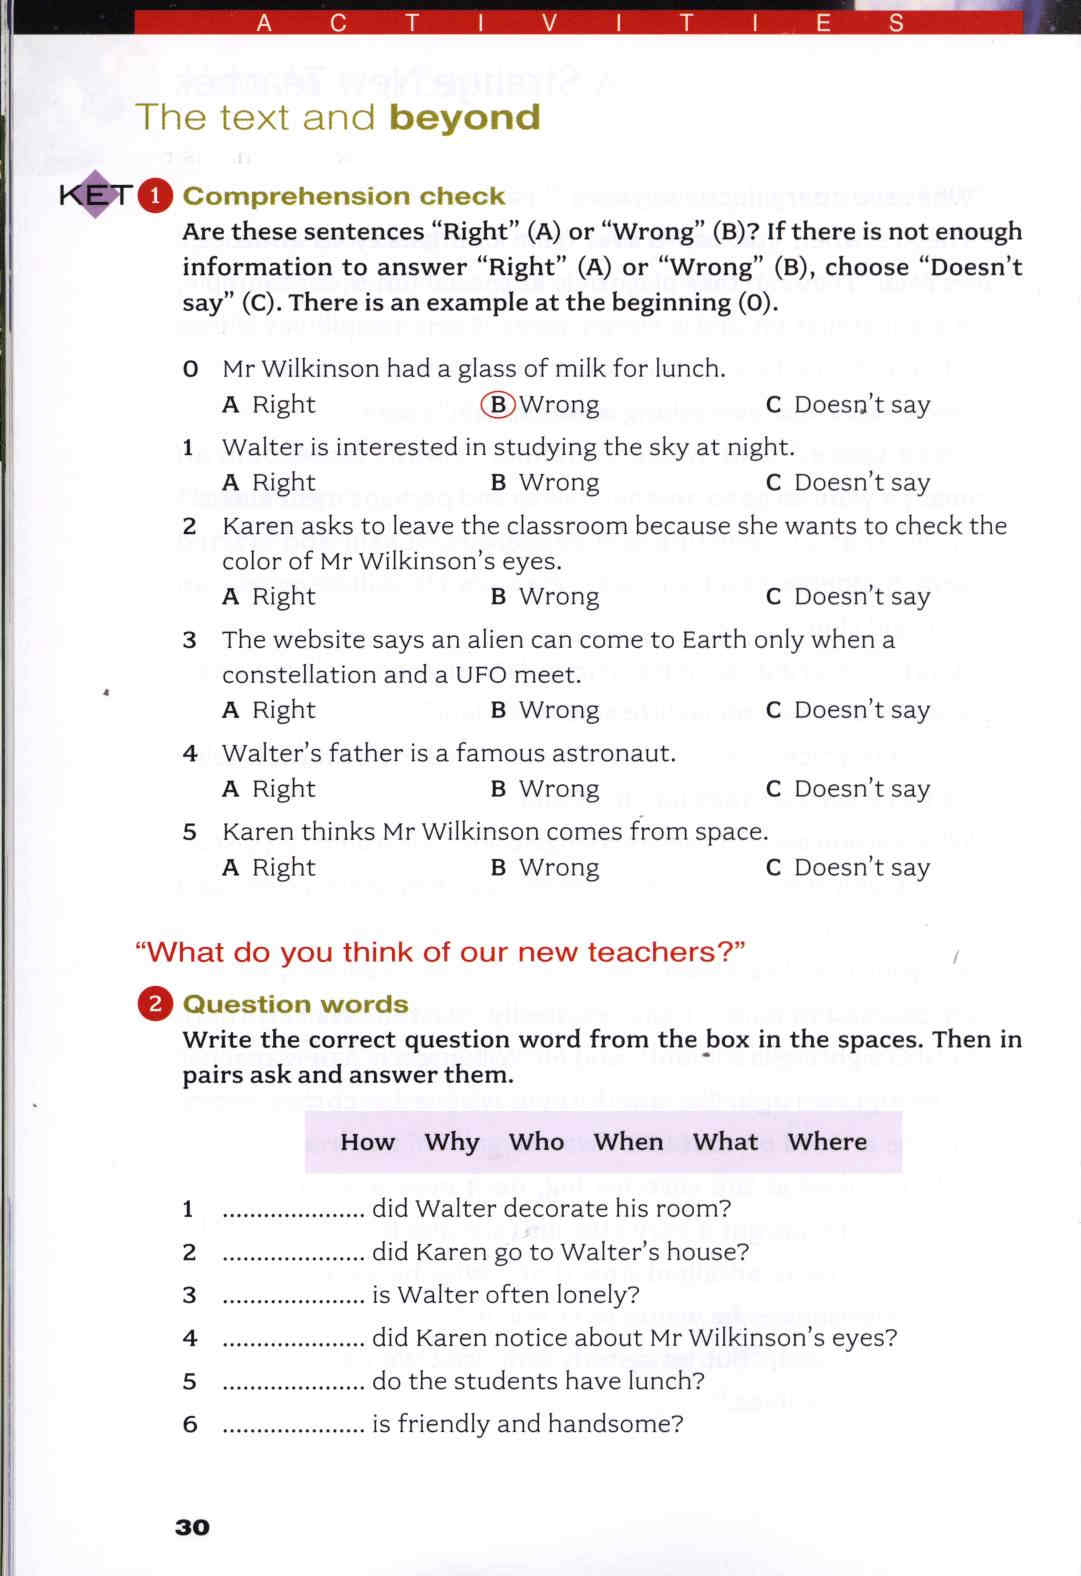 ACTIVITIES
The text and beyond
KET 1 Comprehension check
Are these sentences “Right” (A) or “Wrong” (B)? If there is not enough
information to answer “Right” (A) or “Wrong” (B), choose “Doesn’t
say” (C). There is an example at the beginning (0).
0 Mr Wilkinson had a glass of milk for lunch.
A Right B Wrong C Doesn’t say
1 Walter is interested in studying the sky at night.
A Right B Wrong C Doesn’t say
2 Karen asks to leave the classroom because she wants to check the
color of Mr Wilkinson’s eyes.
A Right B Wrong C Doesn’t say
3 The website says an alien can come to Earth only when a
constellation and a UFO meet.
A Right B Wrong C Doesn’t say
4 Walter’s father is a famous astronaut.
A Right B Wrong C Doesn’t say
5 Karen thinks Mr Wilkinson comes from space.
A Right B Wrong C Doesn’t say
“What do you think of our new teachers?”
2 Question words
Write the correct question word from the box in the spaces. Then in
pairs ask and answer them.
How Why Who When What Where
1 ..................... did Walter decorate his room?
2 ..................... did Karen go to Walter’s house?
3 ..................... is Walter often lonely?
4 ..................... did Karen notice about Mr Wilkinson’s eyes?
5 ..................... do the students have lunch?
6 ..................... is friendly and handsome?
30